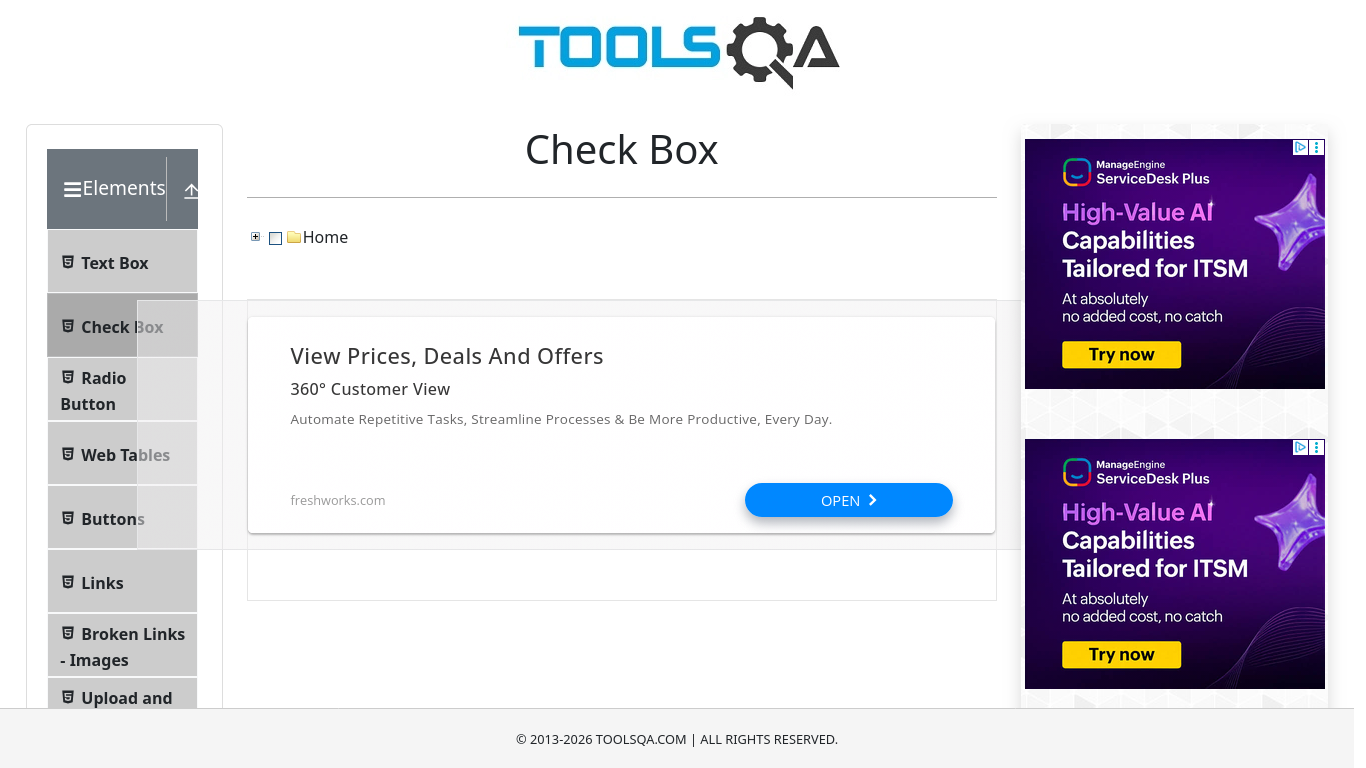 TOOLSQA
Elements
Text Box
Check Box
Radio
Button
Web Tables
Buttons
Links
Broken Links
- Images
Upload and
Check Box
Home
View Prices, Deals And Offers
360° Customer View
Automate Repetitive Tasks, Streamline Processes & Be More Productive, Every Day.
freshworks.com
OPEN
ManageEngine
ServiceDesk Plus
High-Value AI
Capabilities
Tailored for ITSM
At absolutely
no added cost, no catch
Try now
ManageEngine
ServiceDesk Plus
High-Value AI
Capabilities
Tailored for ITSM
At absolutely
no added cost, no catch
Try now
© 2013-2026 TOOLSQA.COM | ALL RIGHTS RESERVED.